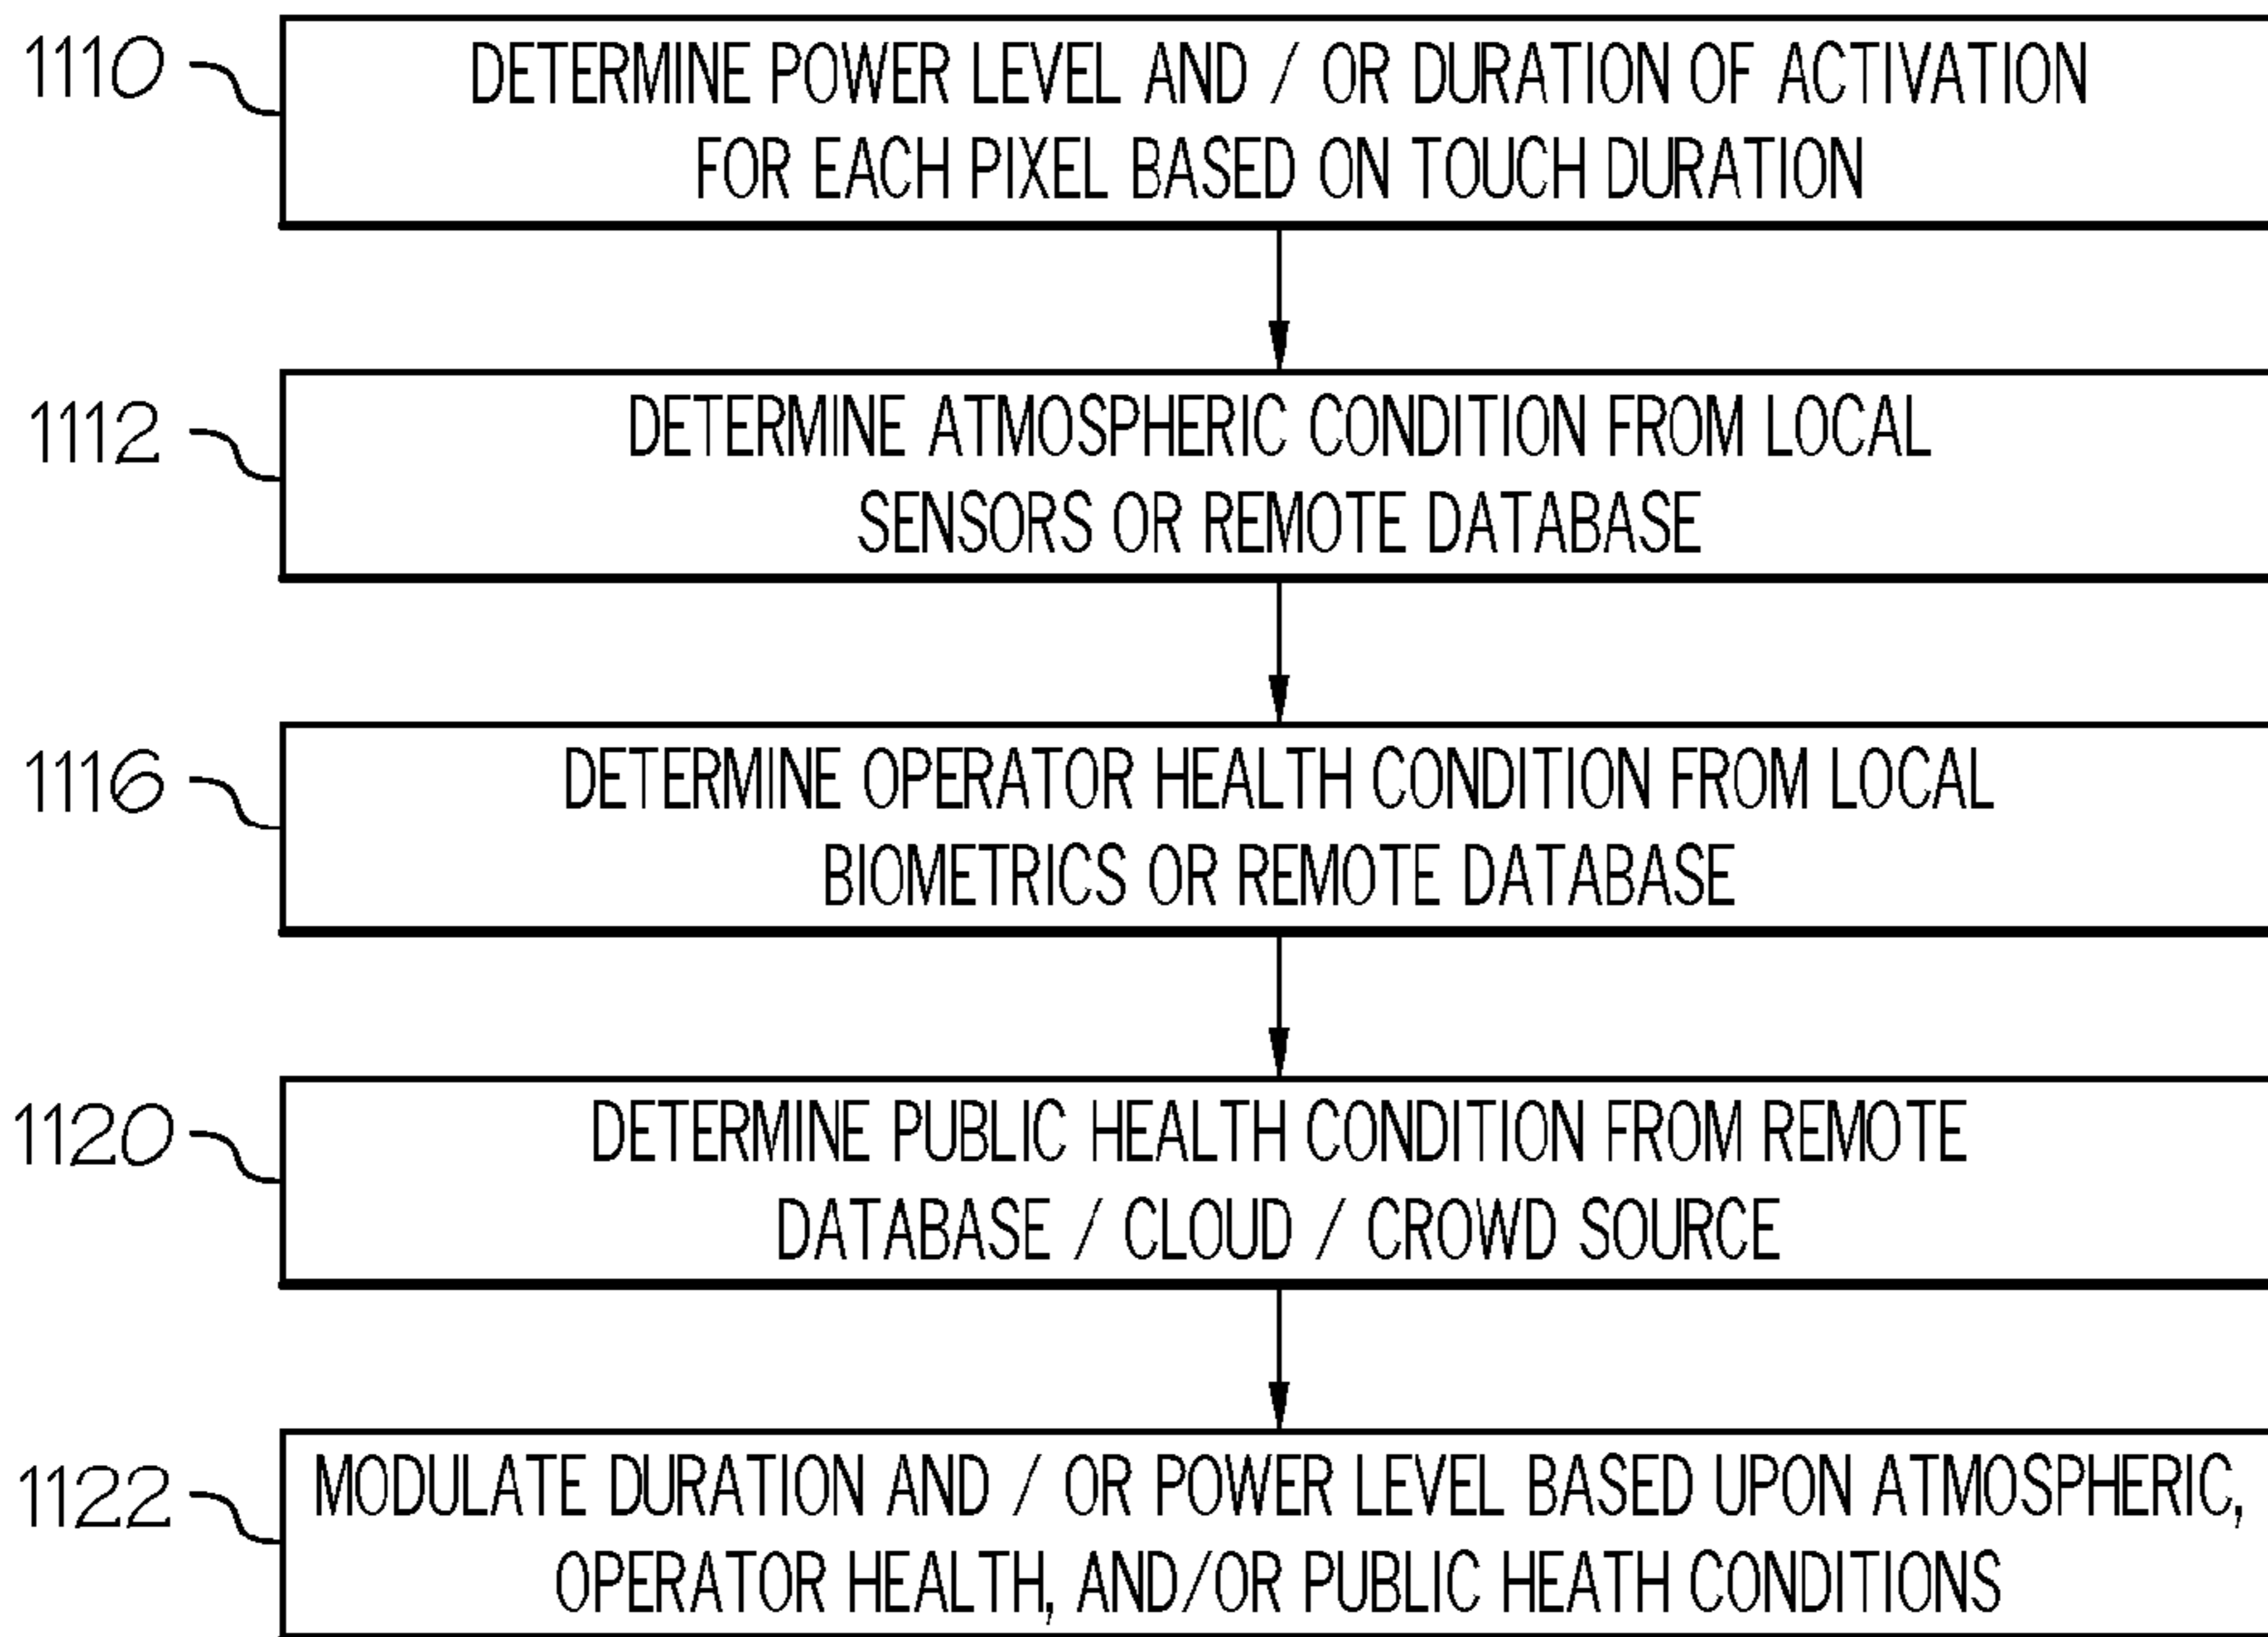 1110
DETERMINE POWER LEVEL AND / OR DURATION OF ACTIVATION
FOR EACH PIXEL BASED ON TOUCH DURATION
1112
DETERMINE ATMOSPHERIC CONDITION FROM LOCAL
SENSORS OR REMOTE DATABASE
1116
DETERMINE OPERATOR HEALTH CONDITION FROM LOCAL
BIOMETRICS OR REMOTE DATABASE
1120
DETERMINE PUBLIC HEALTH CONDITION FROM REMOTE
DATABASE / CLOUD / CROWD SOURCE
1122
MODULATE DURATION AND / OR POWER LEVEL BASED UPON ATMOSPHERIC,
OPERATOR HEALTH, AND/OR PUBLIC HEATH CONDITIONS